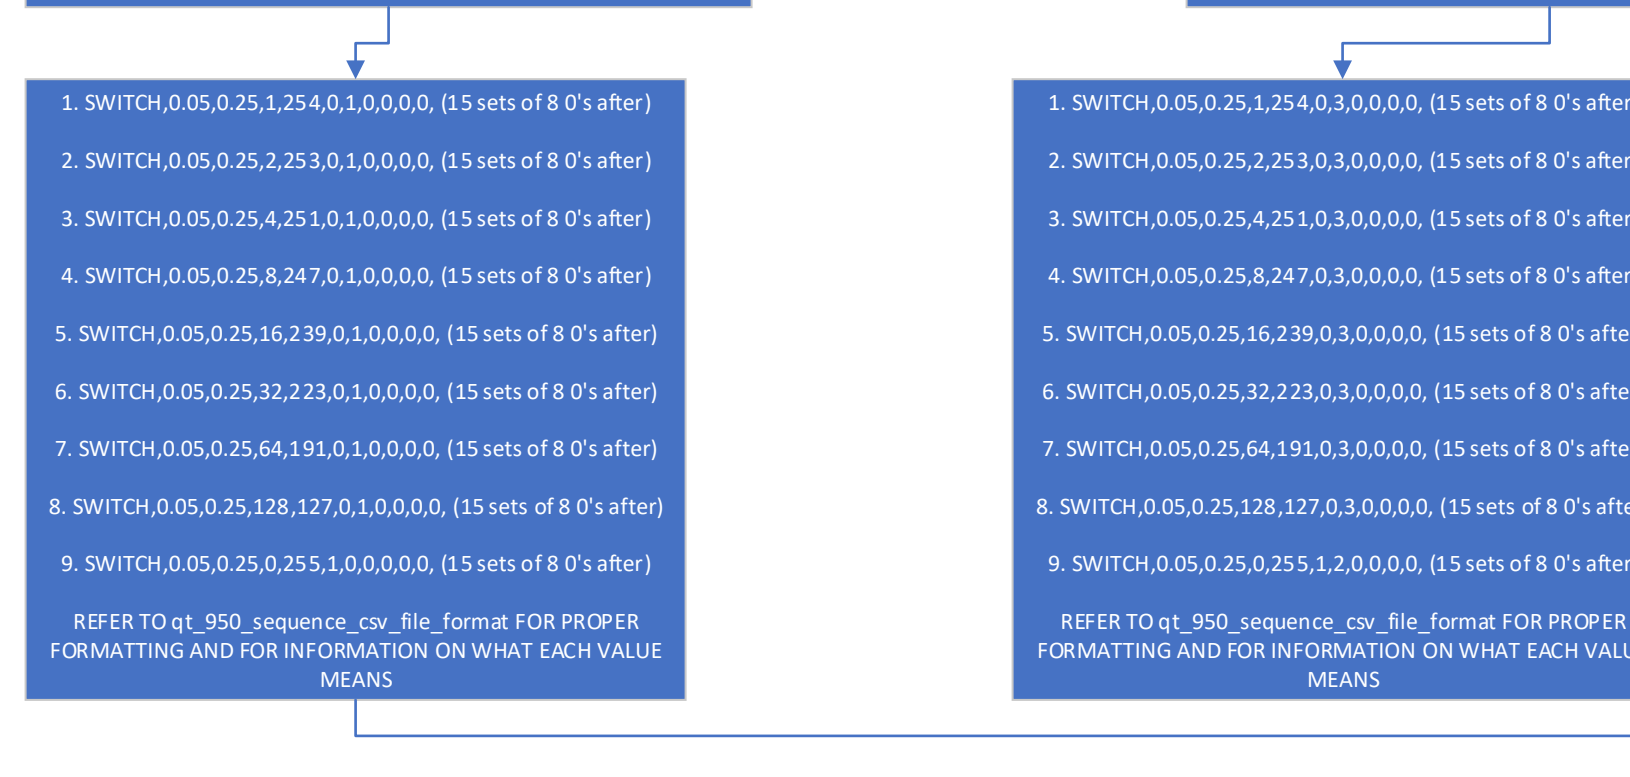 1. SWITCH,0.05,0.25,1,254,0,1,0,0,0,0, (15 sets of 8 0's after)
2. SWITCH,0.05,0.25,2,253,0,1,0,0,0,0, (15 sets of 8 0's after)
3. SWITCH,0.05,0.25,4,251,0,1,0,0,0,0, (15 sets of 8 0's after)
4. SWITCH,0.05,0.25,8,247,0,1,0,0,0,0, (15 sets of 8 0's after)
5. SWITCH,0.05,0.25,16,239,0,1,0,0,0,0, (15 sets of 8 0's after)
6. SWITCH,0.05,0.25,32,223,0,1,0,0,0,0, (15 sets of 8 0's after)
7. SWITCH,0.05,0.25,64,191,0,1,0,0,0,0, (15 sets of 8 0's after)
8. SWITCH,0.05,0.25,128,127,0,1,0,0,0,0, (15 sets of 8 0's after)
9. SWITCH,0.05,0.25,0,255,1,0,0,0,0,0, (15 sets of 8 0's after)
REFER TO qt_950_sequence_csv_file_format FOR PROPER
FORMATTING AND FOR INFORMATION ON WHAT EACH VALUE
MEANS
1. SWITCH,0.05,0.25,1,254,0,3,0,0,0,0, (15 sets of 8 0's after
2. SWITCH,0.05,0.25,2,253,0,3,0,0,0,0, (15 sets of 8 0's after
3. SWITCH,0.05,0.25,4,251,0,3,0,0,0,0, (15 sets of 8 0's after
4. SWITCH,0.05,0.25,8,247,0,3,0,0,0,0, (15 sets of 8 0's after
5. SWITCH,0.05,0.25,16,239,0,3,0,0,0,0, (15 sets of 8 0's afte
6. SWITCH,0.05,0.25,32,223,0,3,0,0,0,0, (15 sets of 8 0's afte
7. SWITCH,0.05,0.25,64,191,0,3,0,0,0,0, (15 sets of 8 0's afte
8. SWITCH,0.05,0.25,128,127,0,3,0,0,0,0, (15 sets of 8 0's afte
9. SWITCH,0.05,0.25,0,255,1,2,0,0,0,0, (15 sets of 8 0's after
REFER TO qt_950_sequence_csv_file_format FOR PROPER
FORMATTING AND FOR INFORMATION ON WHAT EACH VALU
MEANS